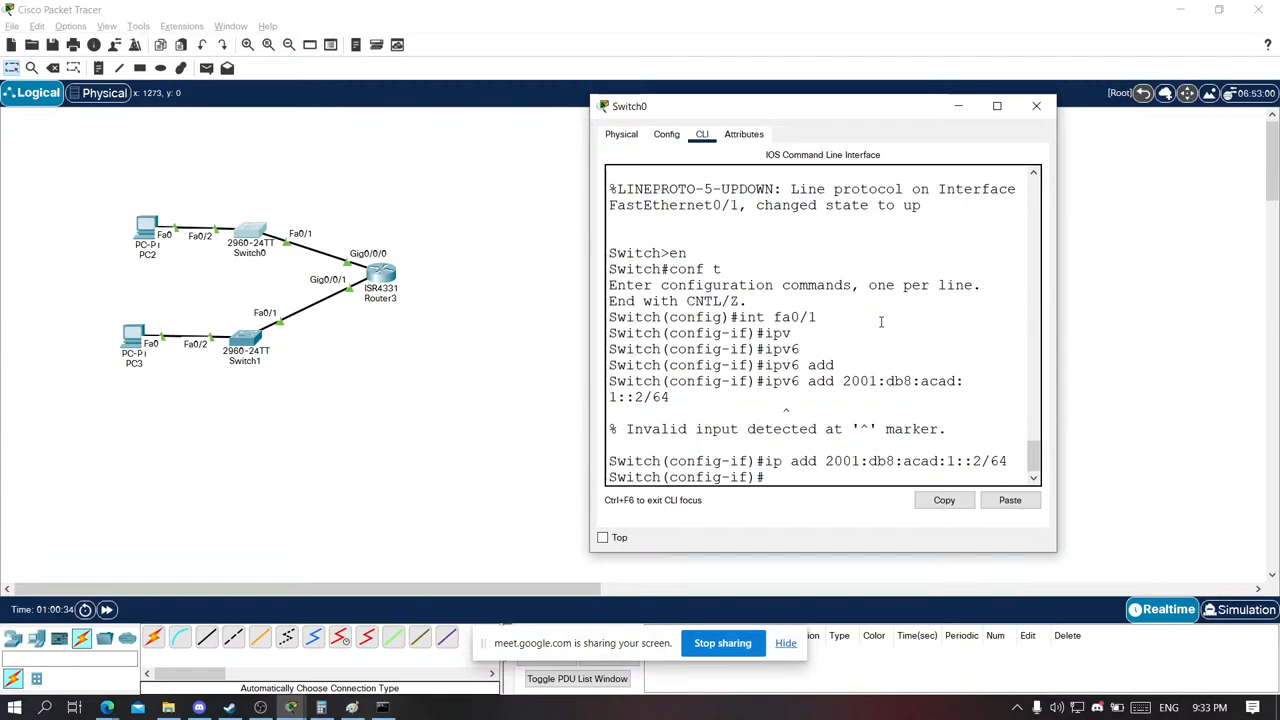 Cisco Packet Tracer
File Edit Options View Tools Extensions Window Help
Logical Physical x: 1273, y: 0
[Root] 06:53:00
Switch0
Physical Config CLI Attributes
IOS Command Line Interface
%LINEPROTO-5-UPDOWN: Line protocol on Interface
FastEthernet0/1, changed state to up
Switch>en
Switch#conf t
Enter configuration commands, one per line.
End with CNTL/Z.
Switch(config)#int fa0/1
Switch(config-if)#ipv
Switch(config-if)#ipv6
Switch(config-if)#ipv6 add
Switch(config-if)#ipv6 add 2001:db8:acad:
1::2/64
^
% Invalid input detected at '^' marker.
Switch(config-if)#ip add 2001:db8:acad:1::2/64
Switch(config-if)#
Ctrl+F6 to exit CLI focus
Copy Paste
Top
Fa0
PC-PT
PC2
Fa0/2
2960-24TT
Switch0
Fa0/1
Gig0/0/0
Gig0/0/1
ISR4331
Router3
Fa0/1
Fa0
PC-PT
PC3
Fa0/2
2960-24TT
Switch1
Time: 01:00:34
Realtime Simulation
meet.google.com is sharing your screen. Stop sharing Hide
Type Color Time(sec) Periodic Num Edit Delete
Toggle PDU List Window
Automatically Choose Connection Type
ENG 9:33 PM